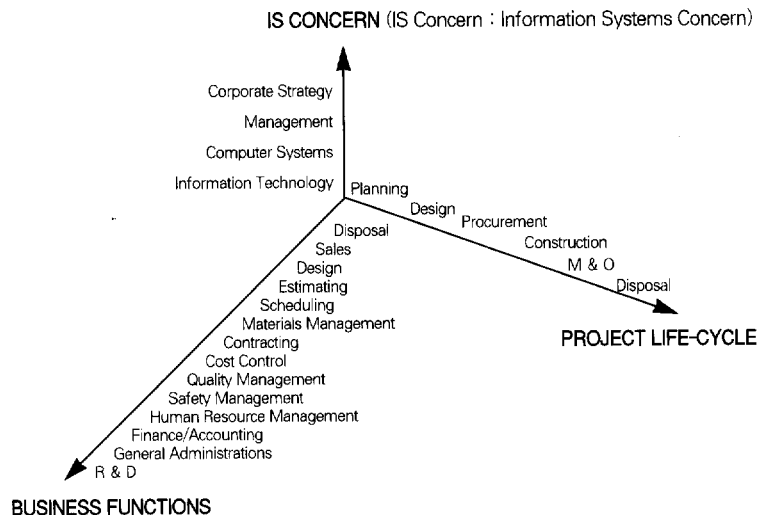 IS CONCERN (IS Concern : Information Systems Concern)
Corporate Strategy
Management
Computer Systems
Information Technology
Planning
Design
Procurement
Construction
M & O
Disposal
PROJECT LIFE-CYCLE
Disposal
Sales
Design
Estimating
Scheduling
Materials Management
Contracting
Cost Control
Quality Management
Safety Management
Human Resource Management
Finance/Accounting
General Administrations
R & D
BUSINESS FUNCTIONS